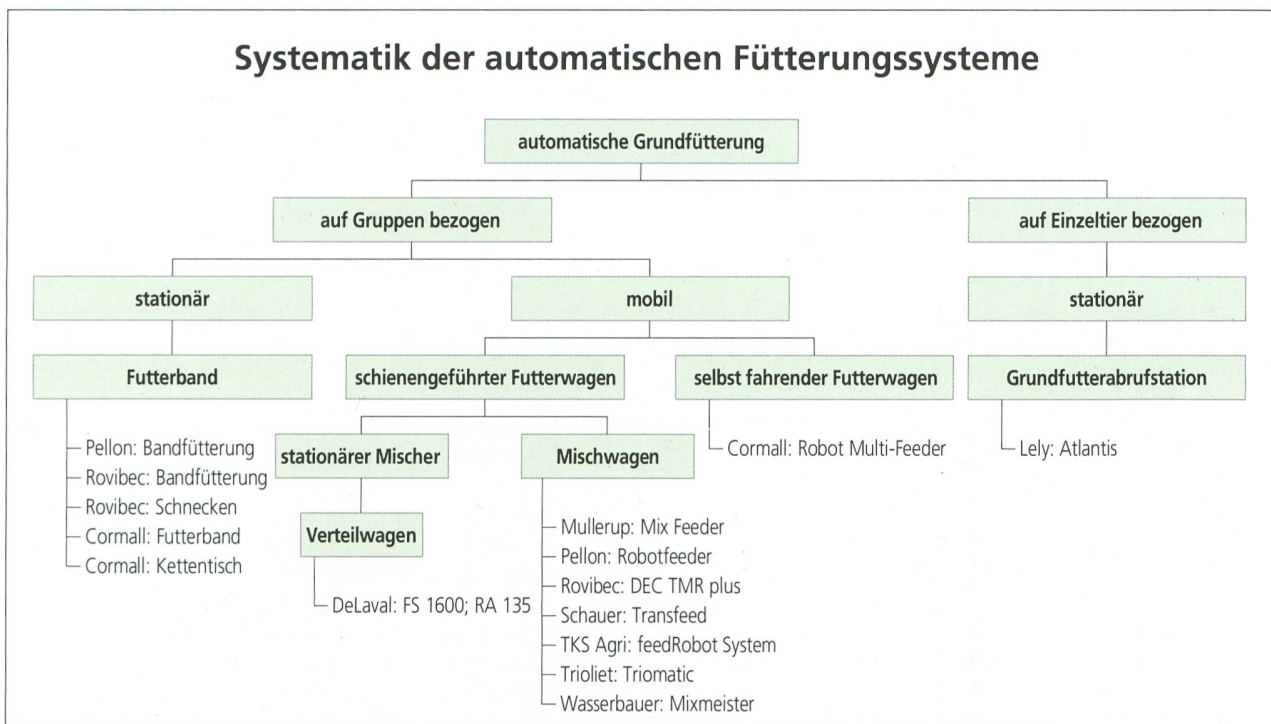 Systematik der automatischen Fütterungssysteme
automatische Grundfütterung
auf Gruppen bezogen
auf Einzeltier bezogen
stationär
mobil
stationär
Futterband
schienengeführter Futterwagen
selbst fahrender Futterwagen
Grundfutterabrufstation
Pellon: Bandfütterung
Rovibec: Bandfütterung
Rovibec: Schnecken
Cormall: Futterband
Cormall: Kettentisch
stationärer Mischer
Verteilwagen
DeLaval: FS 1600; RA 135
Mischwagen
Mullerup: Mix Feeder
Pellon: Robotfeeder
Rovibec: DEC TMR plus
Schauer: Transfeed
TKS Agri: feedRobot System
Trioliet: Triomatic
Wasserbauer: Mixmeister
Cormall: Robot Multi-Feeder
Lely: Atlantis